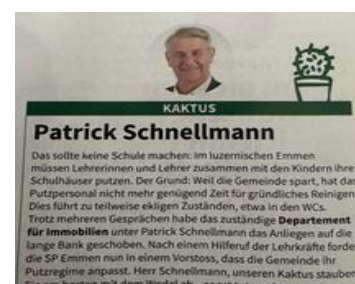 KAKTUS
Patrick Schnellmann
Das sollte keine Schule machen: Im luzernischen Emmen
müssen Lehrerinnen und Lehrer zusammen mit den Kindern ihre
Schulhäuser putzen. Der Grund: Weil die Gemeinde spart, hat das
Putzpersonal nicht mehr genügend Zeit für gründliches Reinigen
Dies führt zu teilweise ekligen Zuständen, etwa in den WCs.
Trotz mehreren Gesprächen habe das zuständige Departement
für Immobilien unter Patrick Schnellmann das Anliegen auf die
lange Bank geschoben. Nach einem Hilferuf der Lehrkräfte forde
die SP Emmen nun in einem Vorstoss, dass die Gemeinde ihr
Putzregime anpasst. Herr Schnellmann, unseren Kaktus stauben